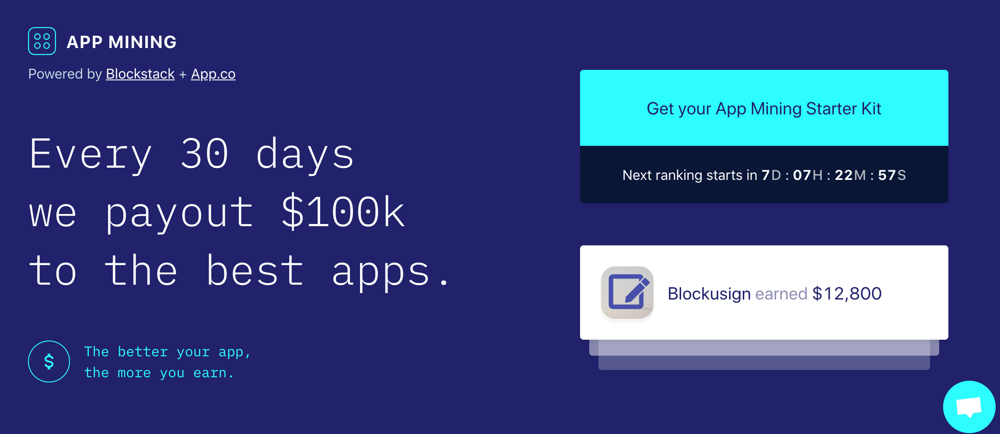 APP MINING
Powered by Blockstack + App.co
Every 30 days
we payout $100k
to the best apps.
$
The better your app,
the more you earn.
Get your App Mining Starter Kit
Next ranking starts in 7D : 07H : 22M : 57S
Blockusign earned $12,800